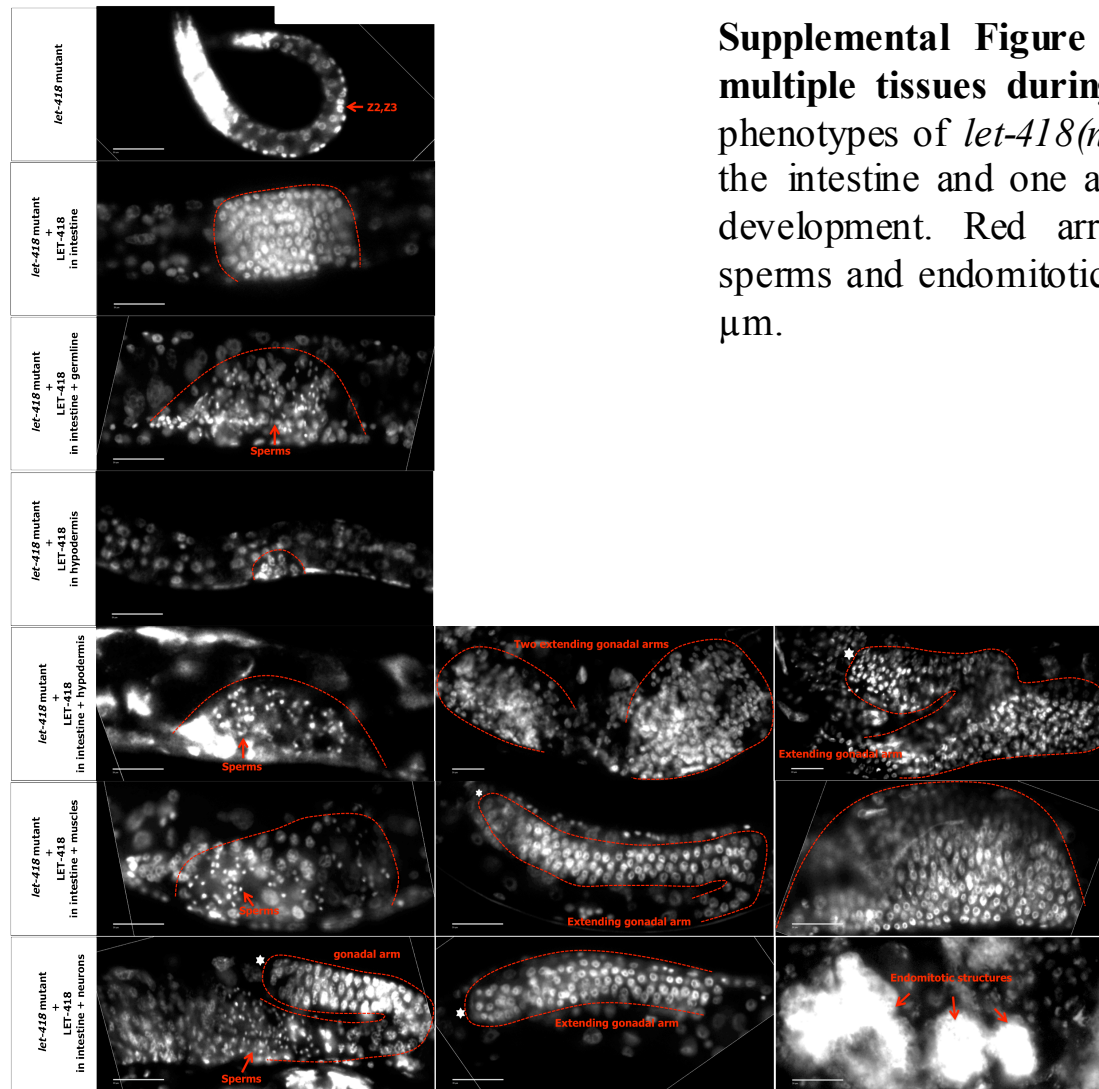 Supplemental Figure
multiple tissues during
phenotypes of let-418(
the intestine and one a
development. Red arr
sperms and endomitotic
µm.
let-418 mutant
Z2,Z3
let-418 mutant
+
LET-418
in intestine
let-418 mutant
+
LET-418
in intestine + germline
Sperms
let-418 mutant
+
LET-418
in hypodermis
let-418 mutant
+
LET-418
in intestine + hypodermis
Sperms
Two extending gonadal arms
Extending gonadal arm
let-418 mutant
+
LET-418
in intestine + muscles
Sperms
Extending gonadal arm
let-418 mutant
+
LET-418
in intestine + neurons
gonadal arm
Sperms
Extending gonadal arm
Endomitotic structures